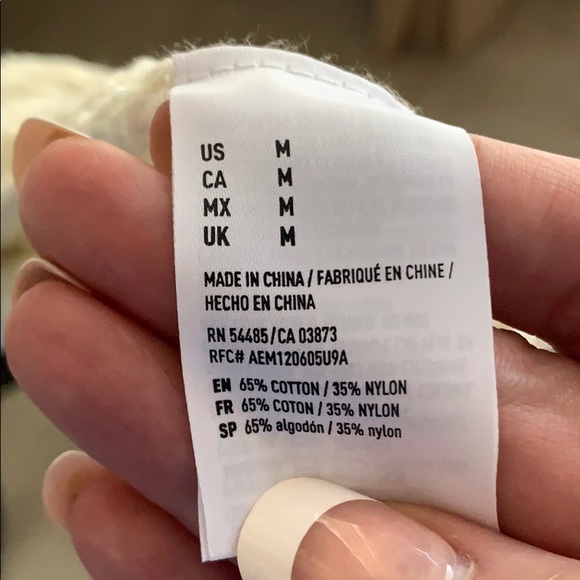 US M
CA M
MX M
UK M
MADE IN CHINA / FABRIQUÉ EN CHINE /
HECHO EN CHINA
RN 54485/CA 03873
RFC# AEM120605U9A
EN 65% COTTON / 35% NYLON
FR 65% COTON / 35% NYLON
SP 65% algodón / 35% nylon